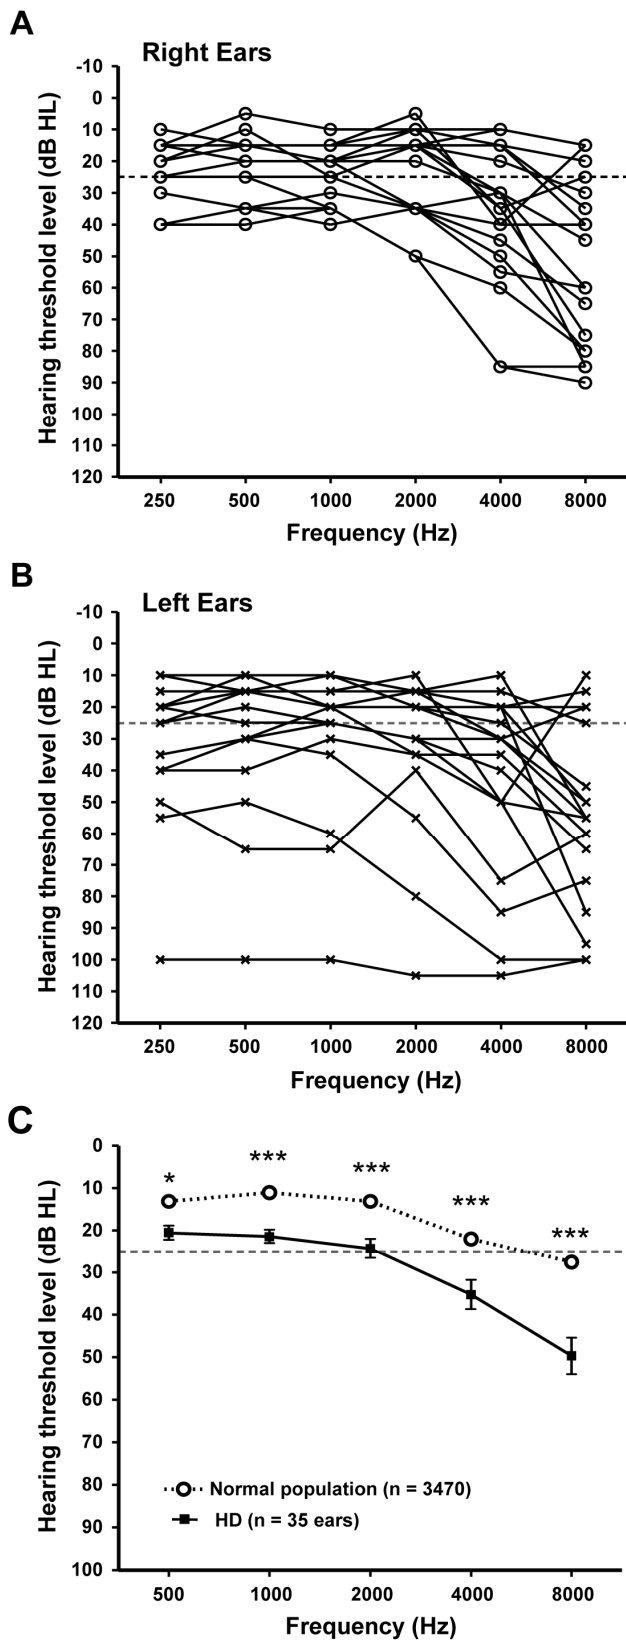 A
Right Ears
-10
0
10
20
30
40
50
60
70
80
90
100
110
120
Hearing threshold level (dB HL)
250 500 1000 2000 4000 8000
Frequency (Hz)
B
Left Ears
-10
0
10
20
30
40
50
60
70
80
90
100
110
120
Hearing threshold level (dB HL)
250 500 1000 2000 4000 8000
Frequency (Hz)
C
0
10
20
30
40
50
60
70
80
90
100
Hearing threshold level (dB HL)
* *** *** *** ***
Normal population (n = 3470)
HD (n = 35 ears)
500 1000 2000 4000 8000
Frequency (Hz)